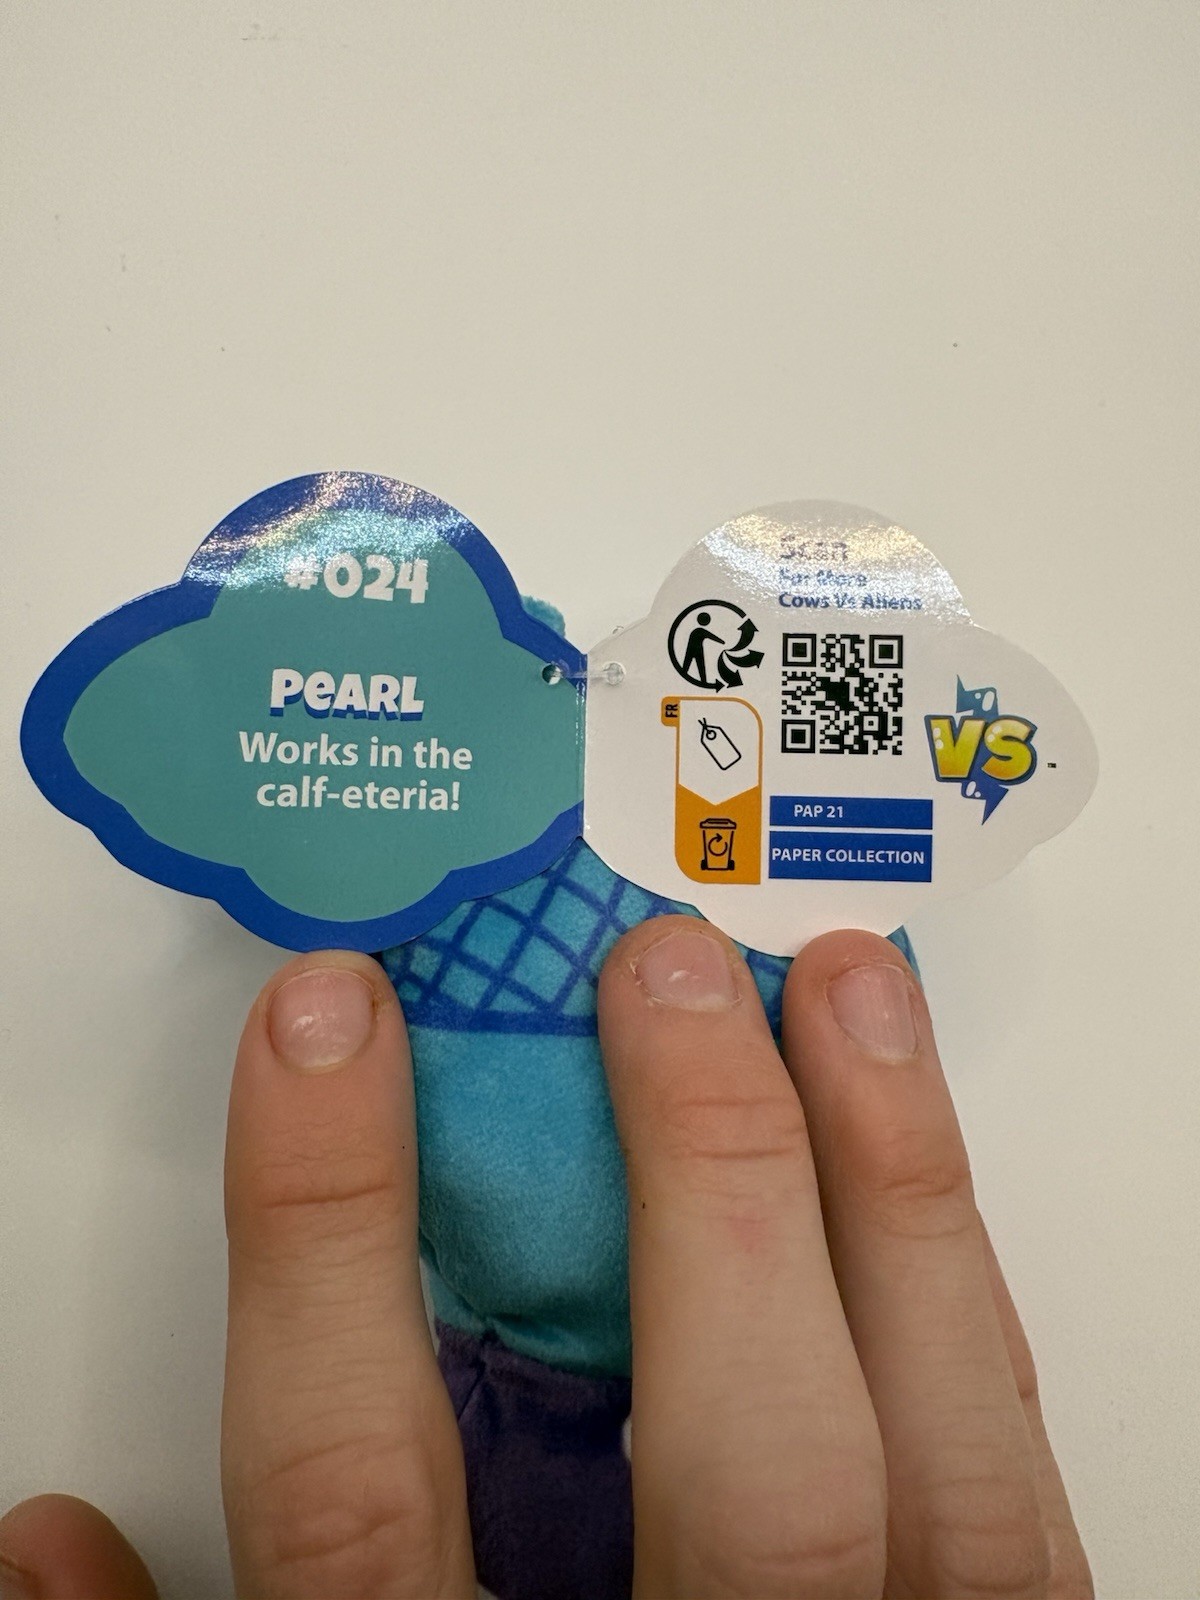 #024
PEARL
Works in the
calf-eteria!
Scan
For More
Cows Vs Aliens
FR
VS
™
PAP 21
PAPER COLLECTION